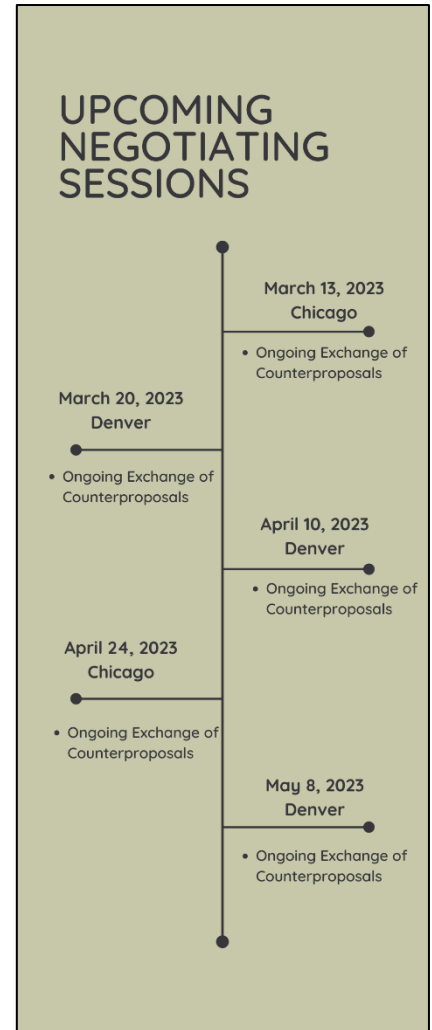 UPCOMING
NEGOTIATING
SESSIONS
March 13, 2023
Chicago
• Ongoing Exchange of
Counterproposals
March 20, 2023
Denver
• Ongoing Exchange of
Counterproposals
April 10, 2023
Denver
• Ongoing Exchange of
Counterproposals
April 24, 2023
Chicago
• Ongoing Exchange of
Counterproposals
May 8, 2023
Denver
• Ongoing Exchange of
Counterproposals